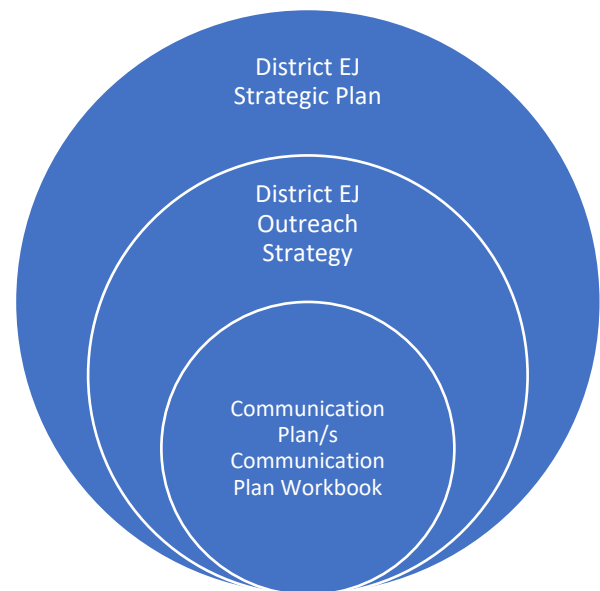 District EJ
Strategic Plan
District EJ
Outreach
Strategy
Communication
Plan/s
Communication
Plan Workbook